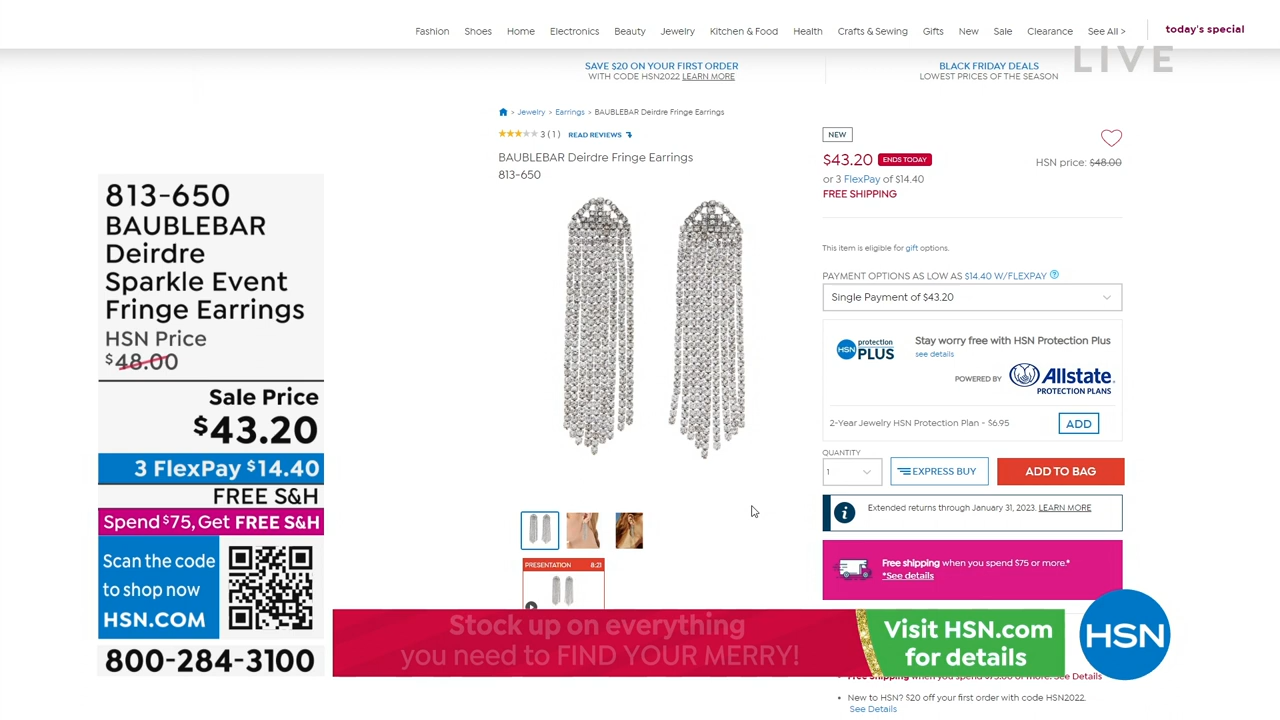 Fashion Shoes Home Electronics Beauty Jewelry Kitchen & Food Health Crafts & Sewing Gifts New Sale Clearance See All > today's special
LIVE
SAVE $20 ON YOUR FIRST ORDER
WITH CODE HSN2022 LEARN MORE
BLACK FRIDAY DEALS
LOWEST PRICES OF THE SEASON
> Jewelry > Earrings > BAUBLEBAR Deirdre Fringe Earrings
3 (1) READ REVIEWS
BAUBLEBAR Deirdre Fringe Earrings
813-650
NEW
$43.20 ENDS TODAY
HSN price: $48.00
or 3 FlexPay of $14.40
FREE SHIPPING
This item is eligible for gift options.
PAYMENT OPTIONS AS LOW AS $14.40 W/FLEXPAY ?
Single Payment of $43.20
HSN protection PLUS
Stay worry free with HSN Protection Plus
see details
POWERED BY Allstate.
PROTECTION PLANS
2-Year Jewelry HSN Protection Plan - $6.95 ADD
QUANTITY
1 EXPRESS BUY ADD TO BAG
i Extended returns through January 31, 2023. LEARN MORE
Free shipping when you spend $75 or more.*
*See details
813-650
BAUBLEBAR
Deirdre
Sparkle Event
Fringe Earrings
HSN Price
$48.00
Sale Price
$43.20
3 FlexPay $14.40
FREE S&H
Spend $75, Get FREE S&H
Scan the code
to shop now
HSN.COM
800-284-3100
PRESENTATION 8:21
Stock up on everything
you need to FIND YOUR MERRY!
Visit HSN.com
for details
HSN
Free Shipping when you spend $75.00 or more. See Details
New to HSN? $20 off your first order with code HSN2022.
See Details